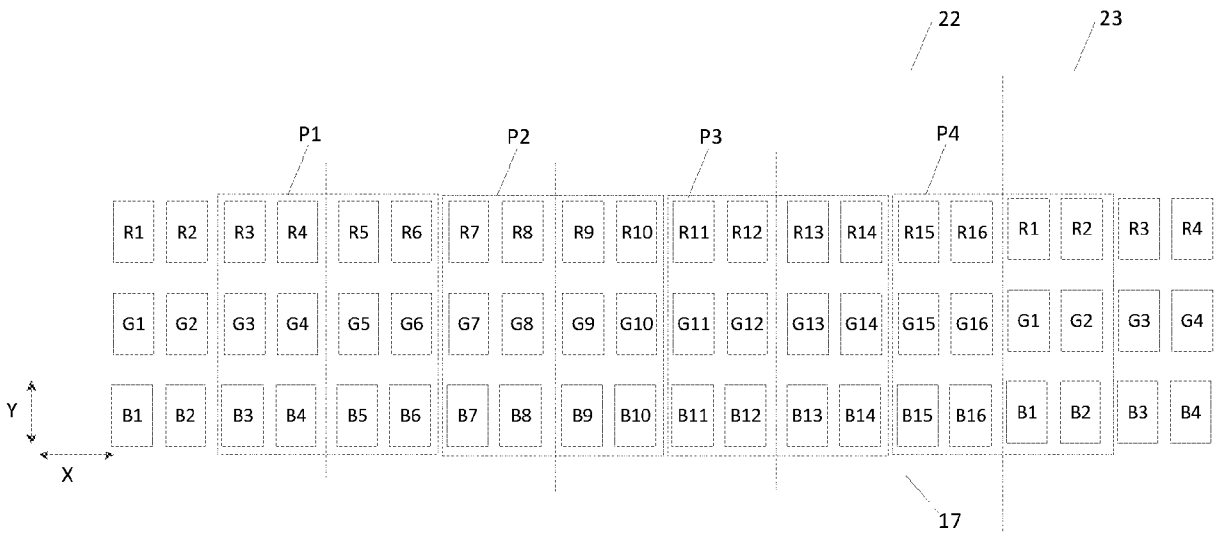 22 23
P1 P2 P3 P4
R1 R2 R3 R4 R5 R6 R7 R8 R9 R10 R11 R12 R13 R14 R15 R16 R1 R2 R3 R4
G1 G2 G3 G4 G5 G6 G7 G8 G9 G10 G11 G12 G13 G14 G15 G16 G1 G2 G3 G4
Y
B1 B2 B3 B4 B5 B6 B7 B8 B9 B10 B11 B12 B13 B14 B15 B16 B1 B2 B3 B4
X
17